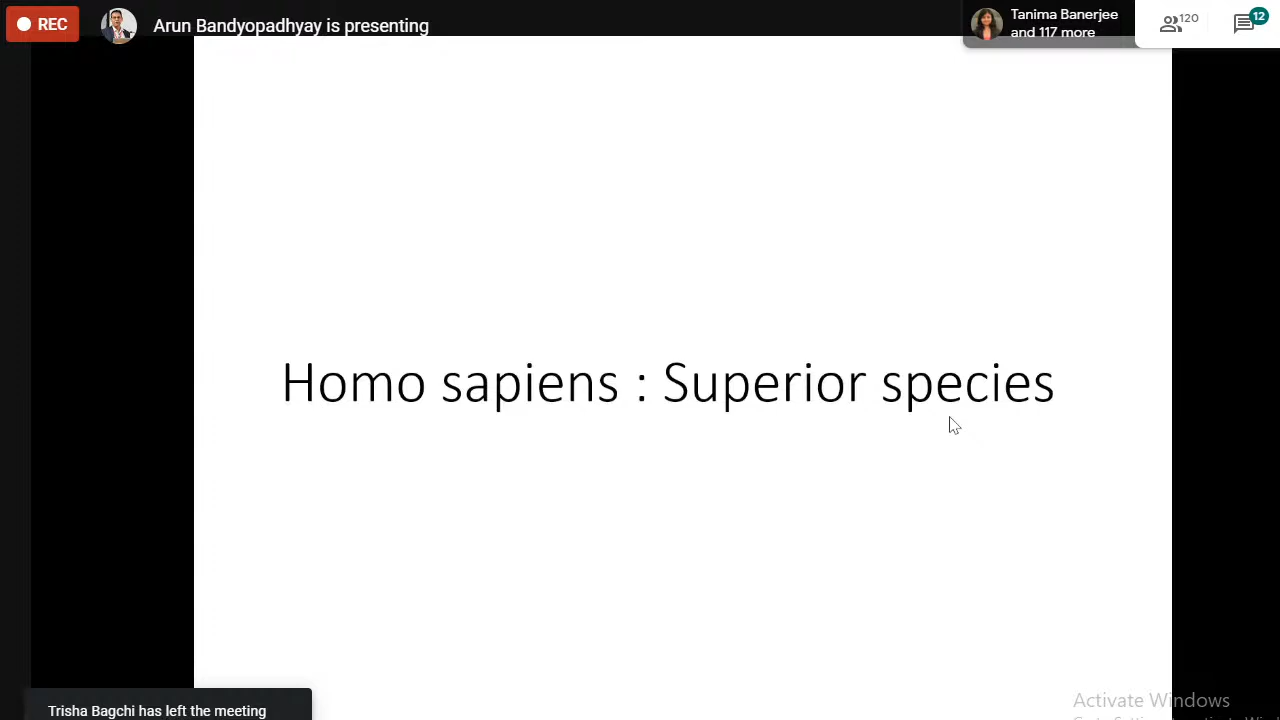 REC
Arun Bandyopadhyay is presenting
Tanima Banerjee
and 117 more
120
12
Homo sapiens : Superior species
Trisha Bagchi has left the meeting
Activate Windows